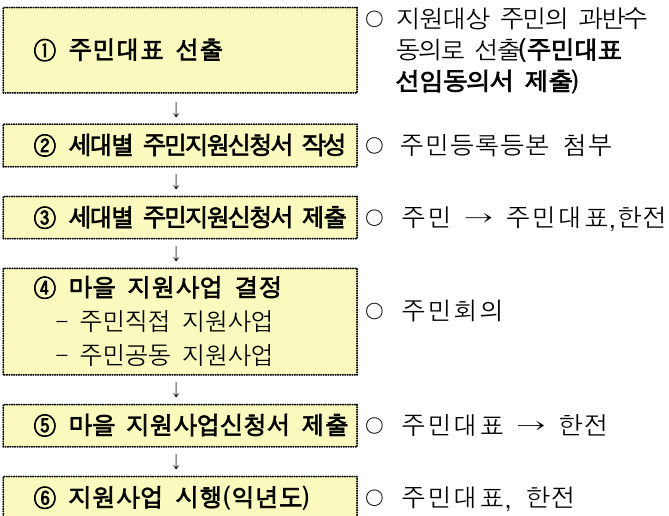 ① 주민대표 선출
○ 지원대상 주민의 과반수
동의로 선출(주민대표
선임동의서 제출)
↓
② 세대별 주민지원신청서 작성
○ 주민등록등본 첨부
↓
③ 세대별 주민지원신청서 제출
○ 주민 → 주민대표,한전
↓
④ 마을 지원사업 결정
- 주민직접 지원사업
- 주민공동 지원사업
○ 주민회의
↓
⑤ 마을 지원사업신청서 제출
○ 주민대표 → 한전
↓
⑥ 지원사업 시행(익년도)
○ 주민대표, 한전